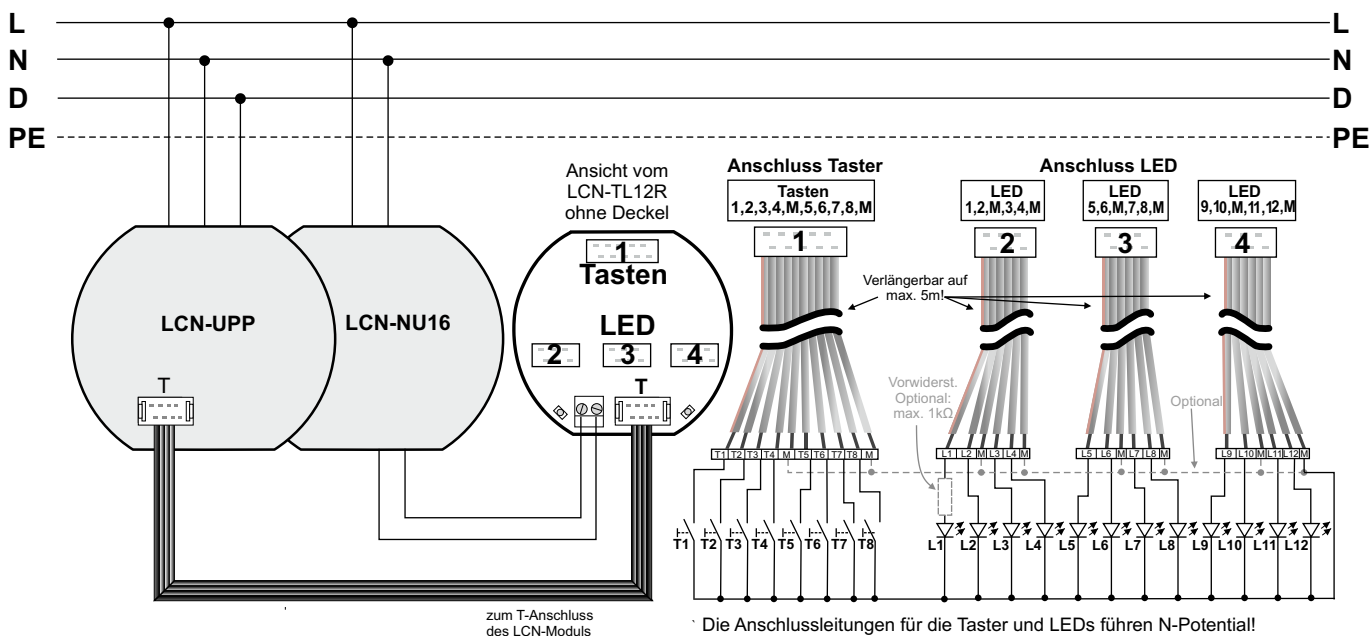 L
L
N
N
D
D
PE
PE
Ansicht vom
LCN-TL12R
ohne Deckel
Anschluss Taster
Tasten
1,2,3,4,M,5,6,7,8,M
Anschluss LED
LED
1,2,M,3,4,M
LED
5,6,M,7,8,M
LED
9,10,M,11,12,M
1
Tasten
LED
2
3
4
T
1
2
3
4
Verlängerbar auf
max. 5m!
LCN-UPP
LCN-NU16
T
Vorwiderst.
Optional:
max. 1kΩ
Optional
T1 T2 T3 T4 M T5 T6 T7 T8 M
L1 L2 M L3 L4 M
L5 L6 M L7 L8 M
L9 L10 M L11 L12 M
T1 T2 T3 T4 T5 T6 T7 T8
L1 L2 L3 L4 L5 L6 L7 L8 L9 L10 L11 L12
zum T-Anschluss
des LCN-Moduls
Die Anschlussleitungen für die Taster und LEDs führen N-Potential!